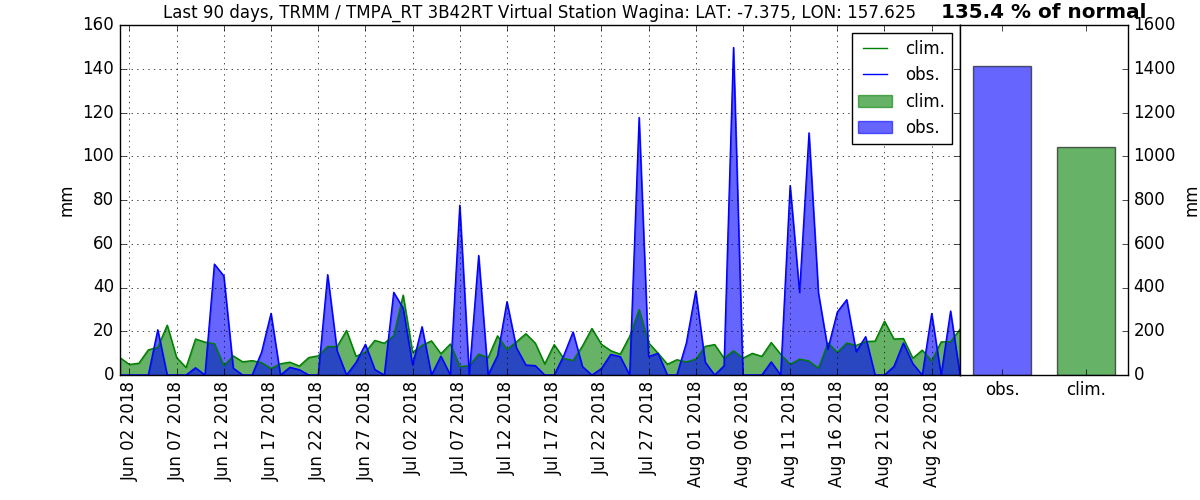 Last 90 days, TRMM / TMPA_RT 3B42RT Virtual Station Wagina: LAT: -7.375, LON: 157.625
135.4 % of normal
160
140
120
100
80
60
40
20
0
mm
clim.
obs.
clim.
obs.
Jun 02 2018
Jun 07 2018
Jun 12 2018
Jun 17 2018
Jun 22 2018
Jun 27 2018
Jul 02 2018
Jul 07 2018
Jul 12 2018
Jul 17 2018
Jul 22 2018
Jul 27 2018
Aug 01 2018
Aug 06 2018
Aug 11 2018
Aug 16 2018
Aug 21 2018
Aug 26 2018
obs.
clim.
1600
1400
1200
1000
800
600
400
200
0
mm